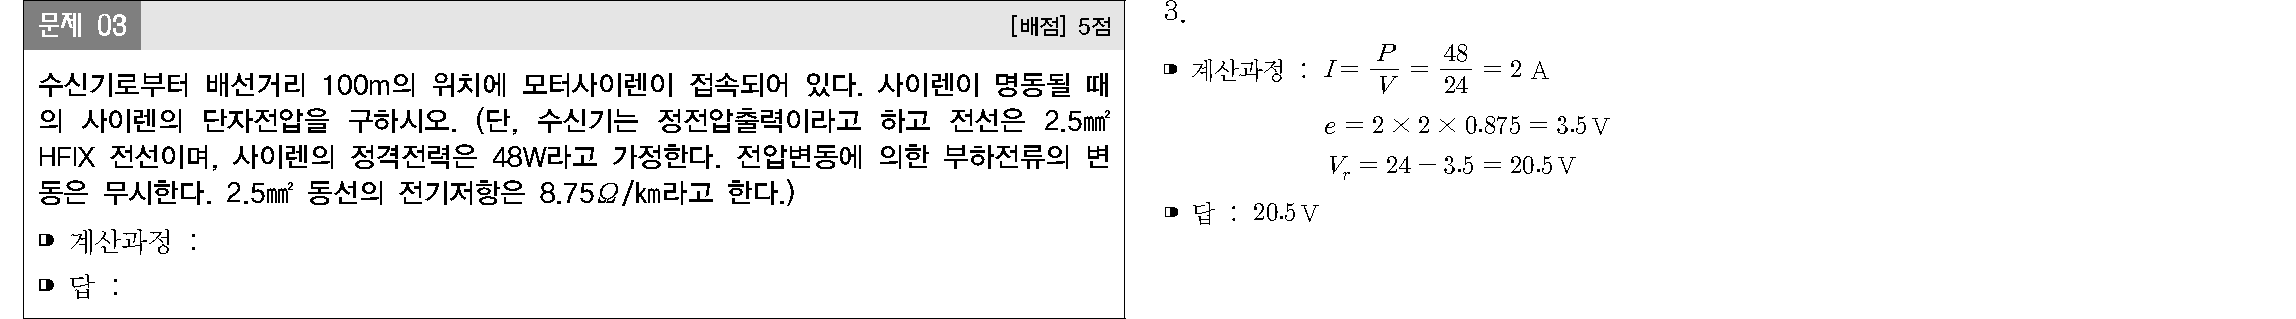 문제 03
[배점] 5점
수신기로부터 배선거리 100m의 위치에 모터사이렌이 접속되어 있다. 사이렌이 명동될 때
의 사이렌의 단자전압을 구하시오. (단, 수신기는 정전압출력이라고 하고 전선은 2.5㎟
HFIX 전선이며, 사이렌의 정격전력은 48W라고 가정한다. 전압변동에 의한 부하전류의 변
동은 무시한다. 2.5㎟ 동선의 전기저항은 8.75Ω/km라고 한다.)
계산과정 :
답 :
3.
계산과정 : I = P/V = 48/24 = 2 A
e = 2 × 2 × 0.875 = 3.5 V
V_r = 24 − 3.5 = 20.5 V
답 : 20.5 V